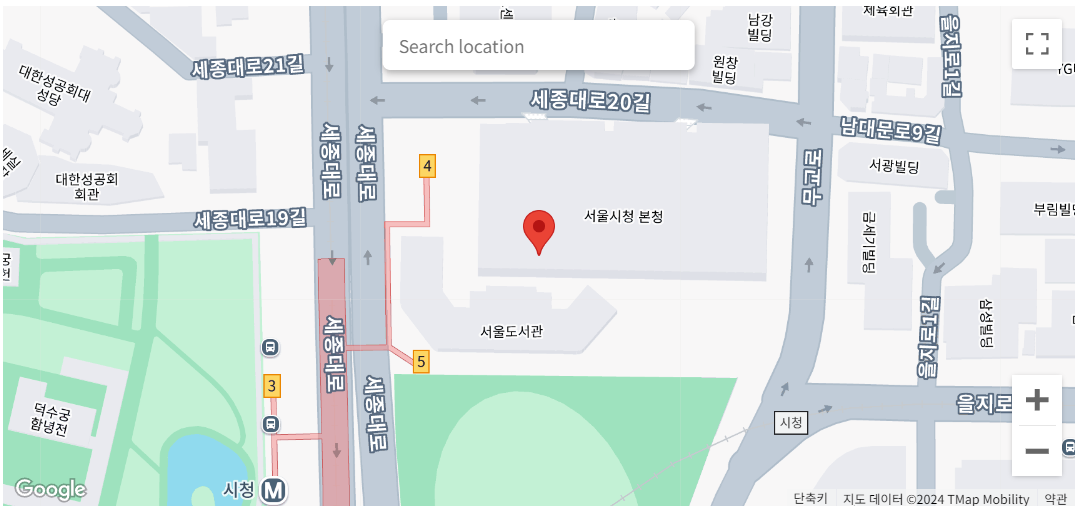 체육회관
남강
빌딩
원창
빌딩
Search location
을지로1길
세종대로21길
대한성공회대
성당
세종대로20길
남대문로9길
세종대로
세종대로
4
무교로
서광빌딩
대한성공회
회관
서울시청 본청
금세기빌딩
부림빌딩
세종대로19길
세종대로
서울도서관
을지로1길
삼성빌딩
5
3
세종대로
을지로
덕수궁
함녕전
시청
시청
M
Google
단축키
지도 데이터 ©2024 TMap Mobility
약관